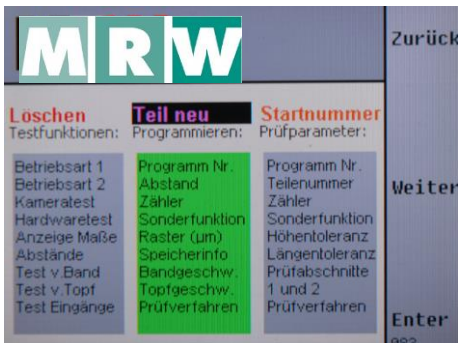 MRW
Zurück
Löschen
Testfunktionen:
Betriebsart 1
Betriebsart 2
Kameratest
Hardwaretest
Anzeige Maße
Abstände
Test v.Band
Test v.Topf
Test Eingänge
Teil neu
Programmieren:
Programm Nr.
Abstand
Zähler
Sonderfunktion
Raster (µm)
Speicherinfo
Bandgeschw.
Topfgeschw.
Prüfverfahren
Startnummer
Prüfparameter:
Programm Nr.
Teilenummer
Zähler
Sonderfunktion
Höhentoleranz
Längentoleranz
Prüfabschnitte
1 und 2
Prüfverfahren
Weiter
Enter